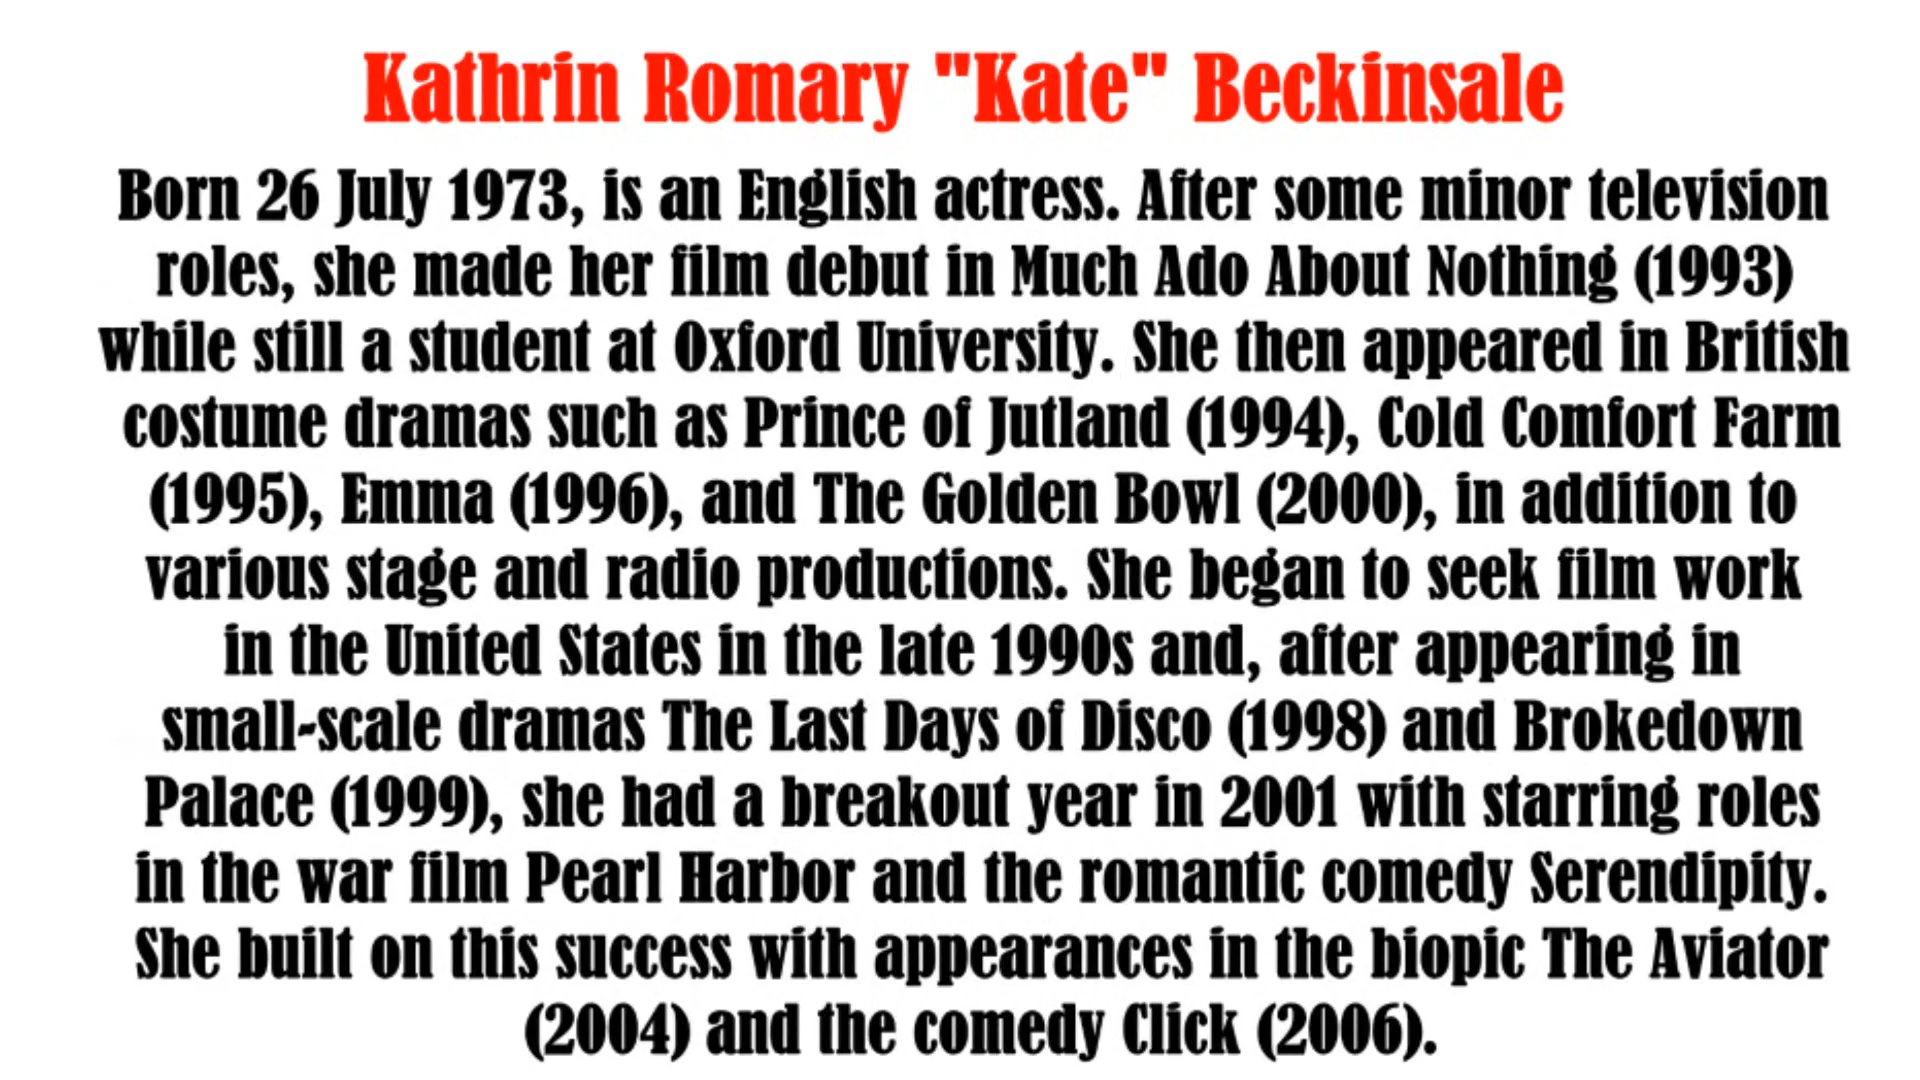 Kathrin Romary "Kate" Beckinsale
Born 26 July 1973, is an English actress. After some minor television
roles, she made her film debut in Much Ado About Nothing (1993)
while still a student at Oxford University. She then appeared in British
costume dramas such as Prince of Jutland (1994), Cold Comfort Farm
(1995), Emma (1996), and The Golden Bowl (2000), in addition to
various stage and radio productions. She began to seek film work
in the United States in the late 1990s and, after appearing in
small-scale dramas The Last Days of Disco (1998) and Brokedown
Palace (1999), she had a breakout year in 2001 with starring roles
in the war film Pearl Harbor and the romantic comedy Serendipity.
She built on this success with appearances in the biopic The Aviator
(2004) and the comedy Click (2006).